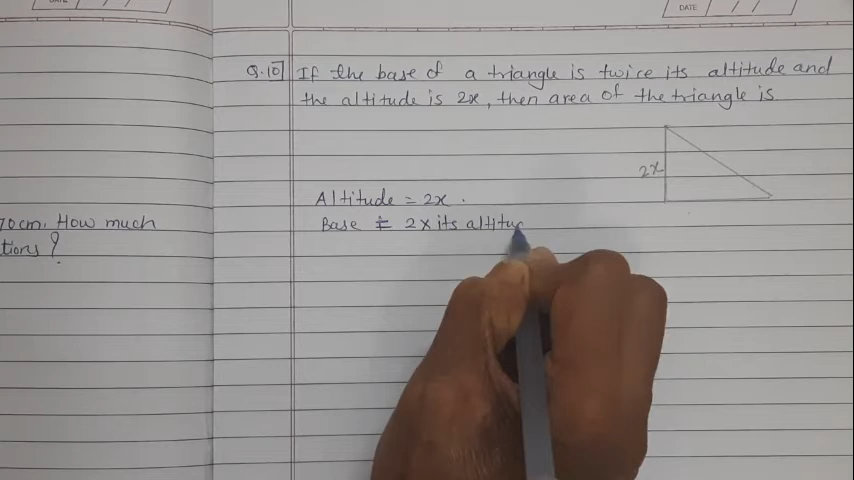 DATE
Q.10 If the base of a triangle is twice its altitude and
the altitude is 2x, then area of the triangle is
2x
Altitude = 2x.
70cm. How much
Base = 2x its altitud
tions?